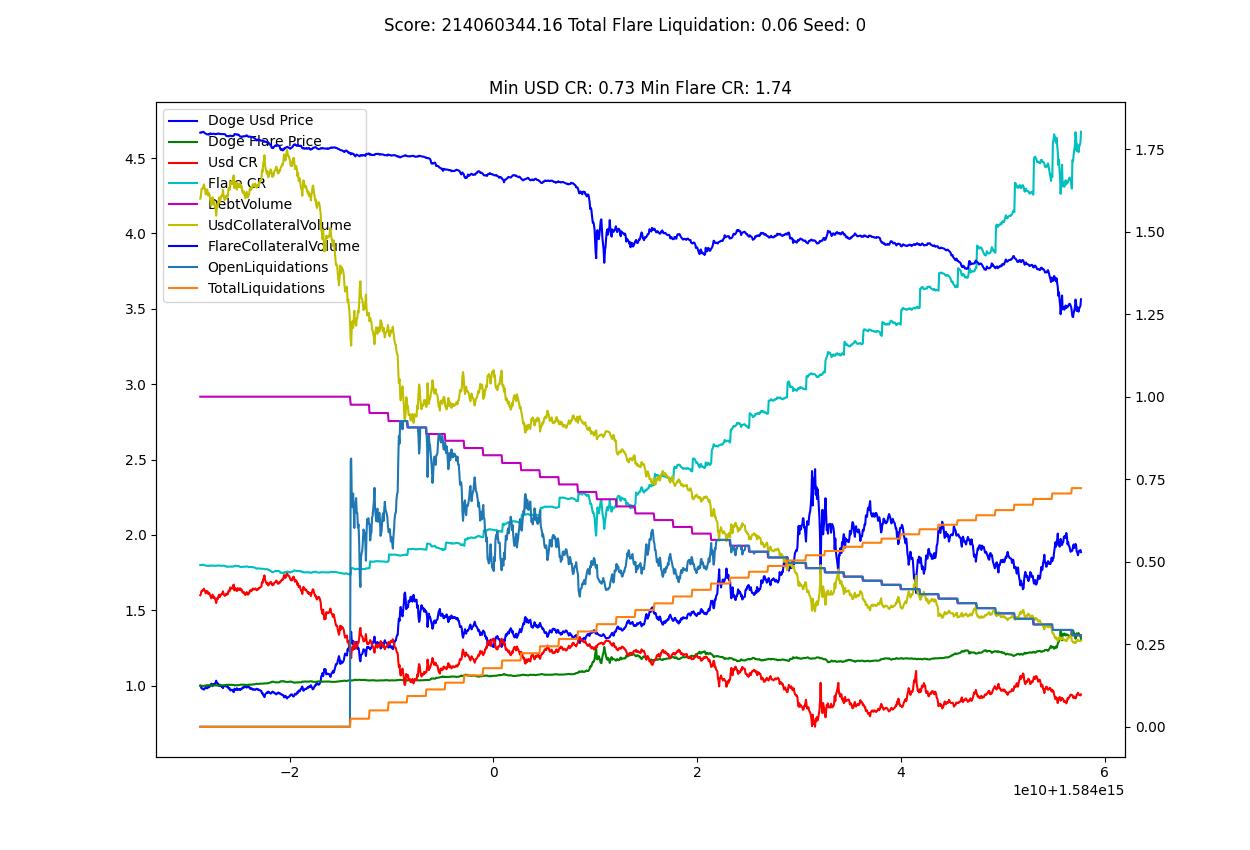 Score: 214060344.16 Total Flare Liquidation: 0.06 Seed: 0
Min USD CR: 0.73 Min Flare CR: 1.74
Doge Usd Price
Doge Flare Price
Usd CR
Flare CR
DebtVolume
UsdCollateralVolume
FlareCollateralVolume
OpenLiquidations
TotalLiquidations
4.5
4.0
3.5
3.0
2.5
2.0
1.5
1.0
1.75
1.50
1.25
1.00
0.75
0.50
0.25
0.00
−2
0
2
4
6
1e10+1.584e15